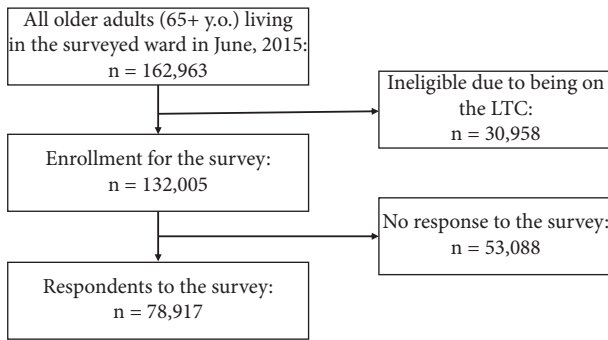 All older adults (65+ y.o.) living
in the surveyed ward in June, 2015:
n = 162,963
Ineligible due to being on
the LTC:
n = 30,958
Enrollment for the survey:
n = 132,005
No response to the survey:
n = 53,088
Respondents to the survey:
n = 78,917